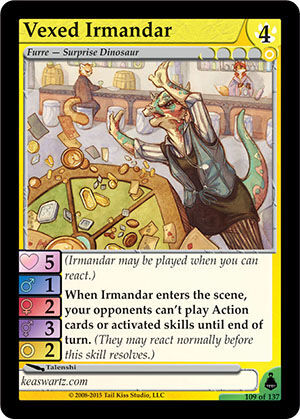 Vexed Irmandar
4
Furre — Surprise Dinosaur
5
(Irmandar may be played when you can
react.)
1
2
3
2
When Irmandar enters the scene,
your opponents can't play Action
cards or activated skills until end of
turn. (They may react normally before
this skill resolves.)
Talenshi
keaswartz.com
© 2008-2015 Tail Kiss Studio, LLC
109 of 137